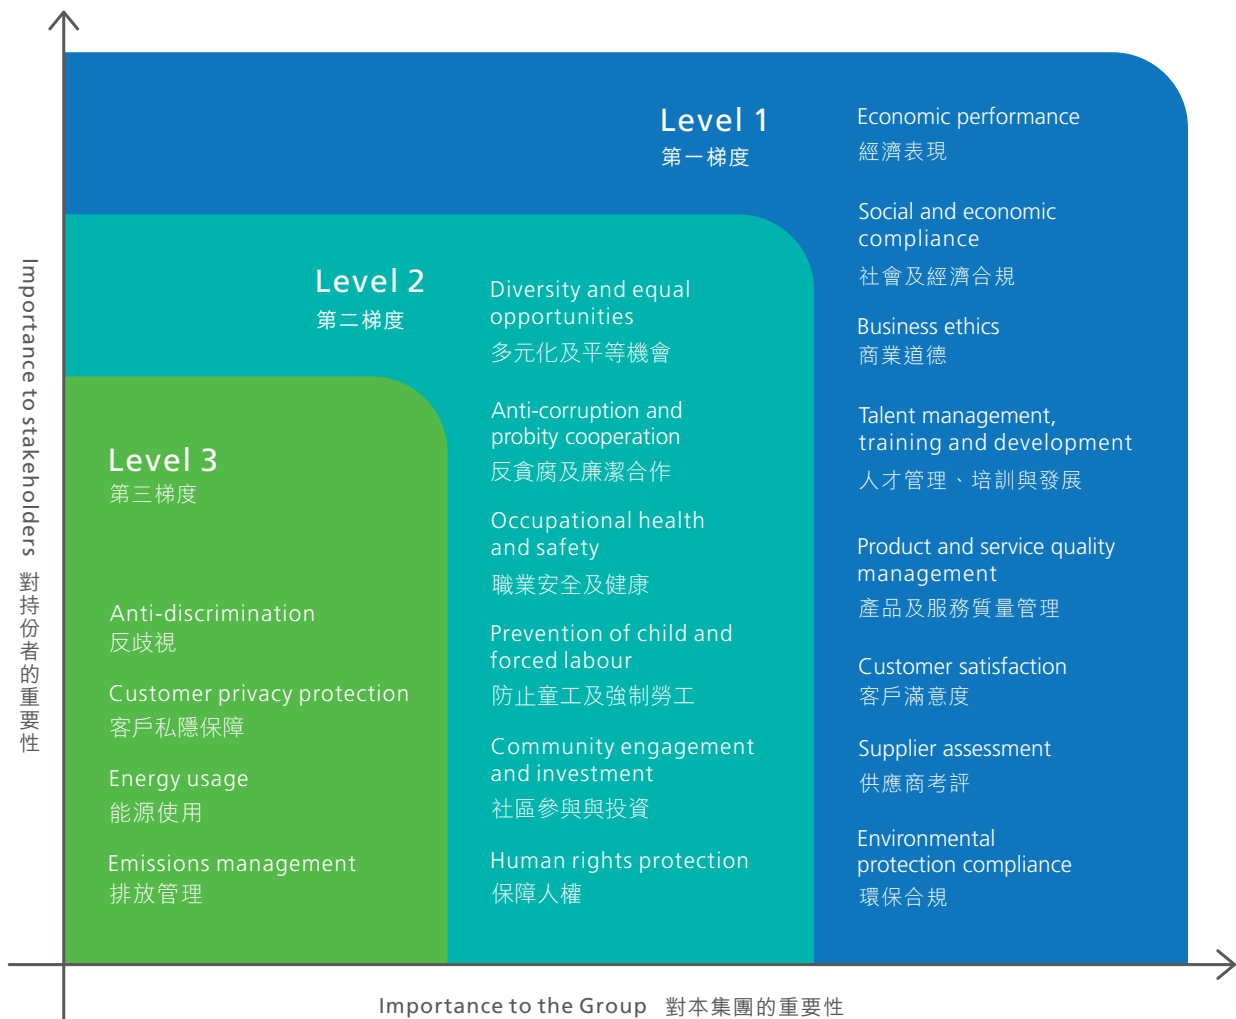 Level 1
第一梯度
Economic performance
經濟表現
Social and economic
compliance
社會及經濟合規
Business ethics
商業道德
Talent management,
training and development
人才管理、培訓與發展
Product and service quality
management
產品及服務質量管理
Customer satisfaction
客戶滿意度
Supplier assessment
供應商考評
Environmental
protection compliance
環保合規
Level 2
第二梯度
Diversity and equal
opportunities
多元化及平等機會
Anti-corruption and
probity cooperation
反貪腐及廉潔合作
Occupational health
and safety
職業安全及健康
Prevention of child and
forced labour
防止童工及強制勞工
Community engagement
and investment
社區參與與投資
Human rights protection
保障人權
Level 3
第三梯度
Anti-discrimination
反歧視
Customer privacy protection
客戶私隱保障
Energy usage
能源使用
Emissions management
排放管理
Importance to stakeholders 對持份者的重要性
Importance to the Group 對本集團的重要性